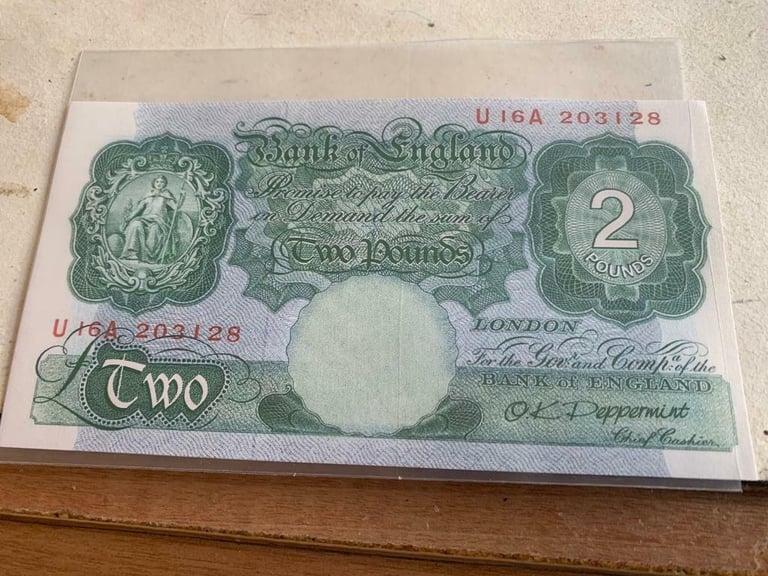 U 16A 203128
Bank of England
Promise to pay the Bearer
on Demand the sum of
Two Pounds
2
POUNDS
U 16A 203128
£Two
LONDON
For the Govr. and Compa. of the
BANK of ENGLAND
O.K Peppermint
Chief Cashier.